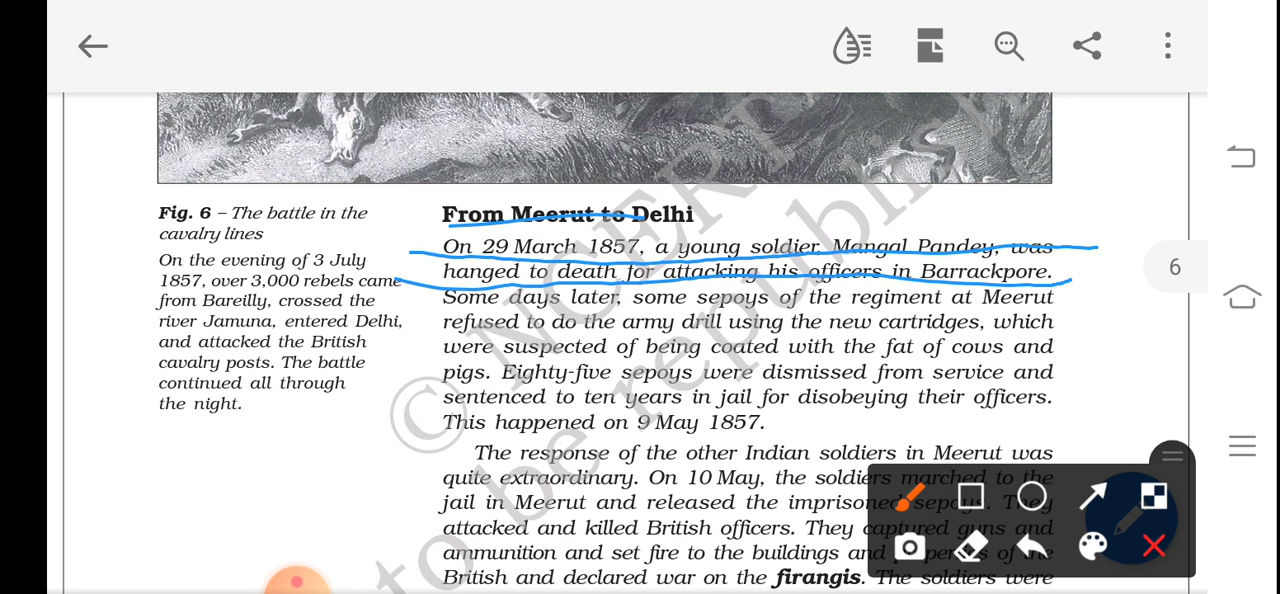 Fig. 6 – The battle in the
cavalry lines
On the evening of 3 July
1857, over 3,000 rebels came
from Bareilly, crossed the
river Jamuna, entered Delhi,
and attacked the British
cavalry posts. The battle
continued all through
the night.
From Meerut to Delhi
On 29 March 1857, a young soldier, Mangal Pandey, was
hanged to death for attacking his officers in Barrackpore.
Some days later, some sepoys of the regiment at Meerut
refused to do the army drill using the new cartridges, which
were suspected of being coated with the fat of cows and
pigs. Eighty-five sepoys were dismissed from service and
sentenced to ten years in jail for disobeying their officers.
This happened on 9 May 1857.
The response of the other Indian soldiers in Meerut was
quite extraordinary. On 10 May, the soldiers marched to the
jail in Meerut and released the imprisoned sepoys. They
attacked and killed British officers. They captured guns and
ammunition and set fire to the buildings and properties of the
British and declared war on the firangis. The soldiers were
© NCERT
to be republis
6